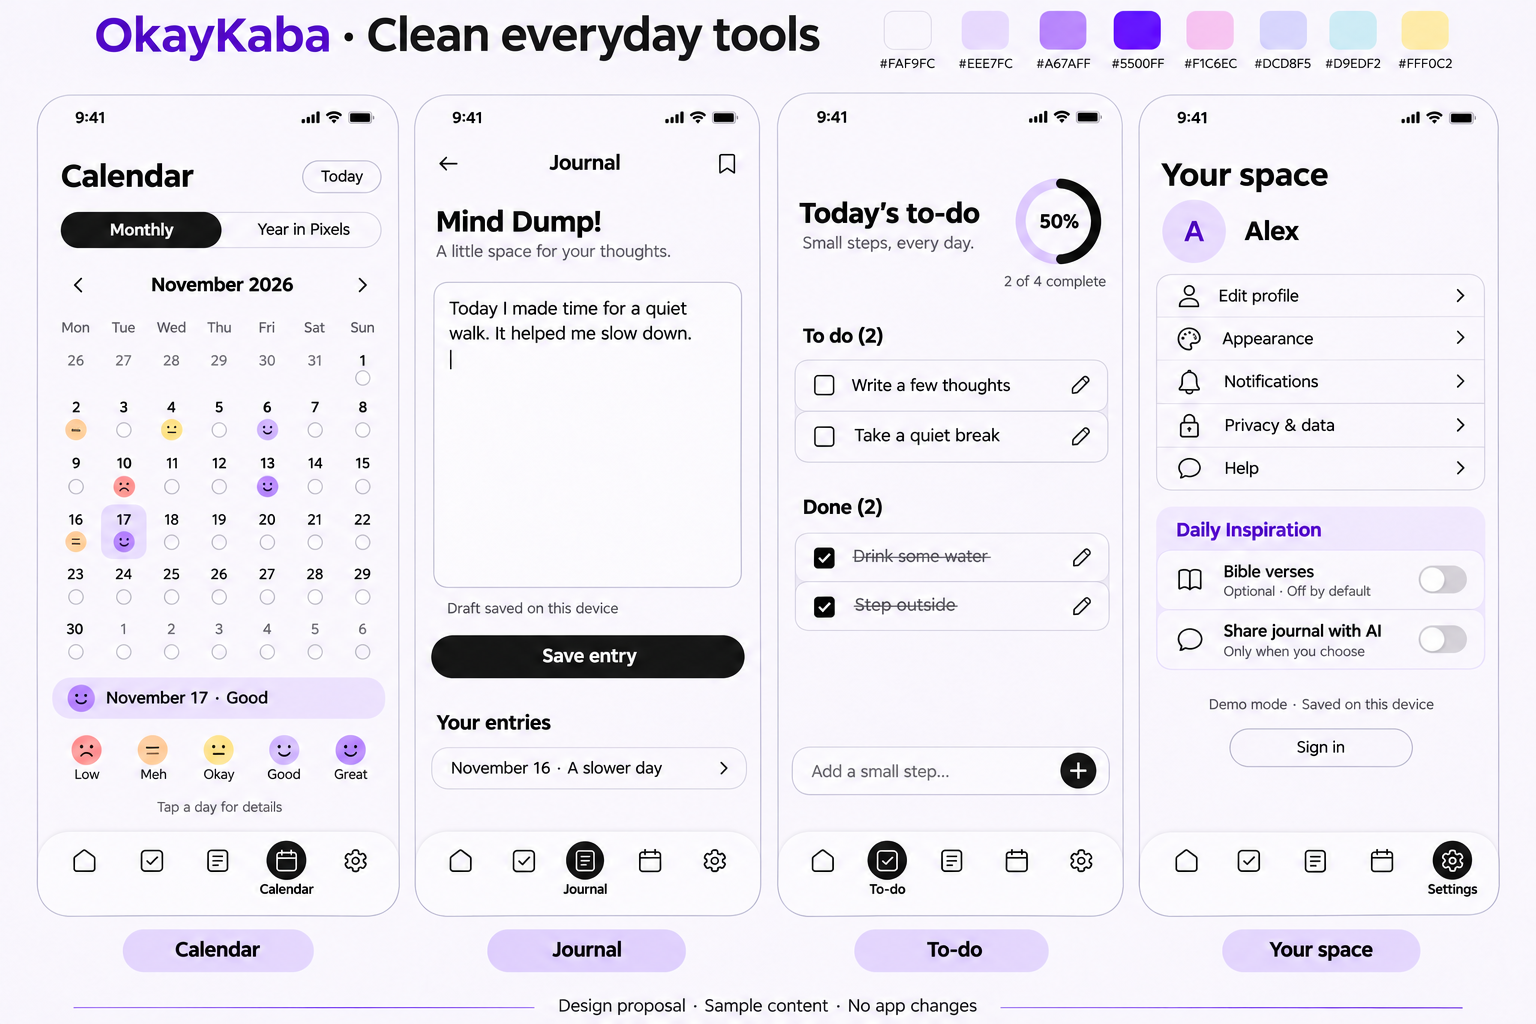 OkayKaba · Clean everyday tools
#FAF9FC #EEE7FC #A67AFF #5500FF #F1C6EC #DCD8F5 #D9EDF2 #FFF0C2
9:41
Calendar
Today
Monthly
Year in Pixels
November 2026
Mon Tue Wed Thu Fri Sat Sun
26 27 28 29 30 31 1
2 3 4 5 6 7 8
9 10 11 12 13 14 15
16 17 18 19 20 21 22
23 24 25 26 27 28 29
30 1 2 3 4 5 6
November 17 · Good
Low Meh Okay Good Great
Tap a day for details
Calendar
Calendar
9:41
Journal
Mind Dump!
A little space for your thoughts.
Today I made time for a quiet
walk. It helped me slow down.
Draft saved on this device
Save entry
Your entries
November 16 · A slower day
Journal
Journal
9:41
Today's to-do
Small steps, every day.
50%
2 of 4 complete
To do (2)
Write a few thoughts
Take a quiet break
Done (2)
Drink some water
Step outside
Add a small step...
To-do
To-do
9:41
Your space
A
Alex
Edit profile
Appearance
Notifications
Privacy & data
Help
Daily Inspiration
Bible verses
Optional · Off by default
Share journal with AI
Only when you choose
Demo mode · Saved on this device
Sign in
Settings
Your space
Design proposal · Sample content · No app changes